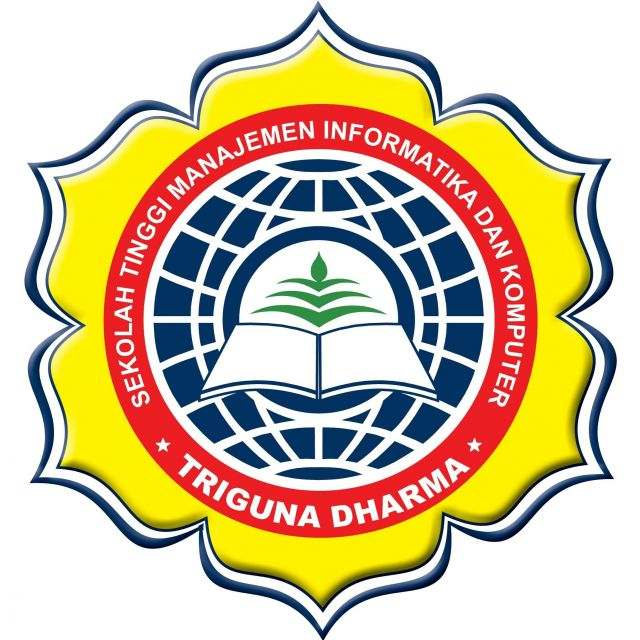 SEKOLAH TINGGI MANAJEMEN INFORMATIKA DAN KOMPUTER
TRIGUNA DHARMA